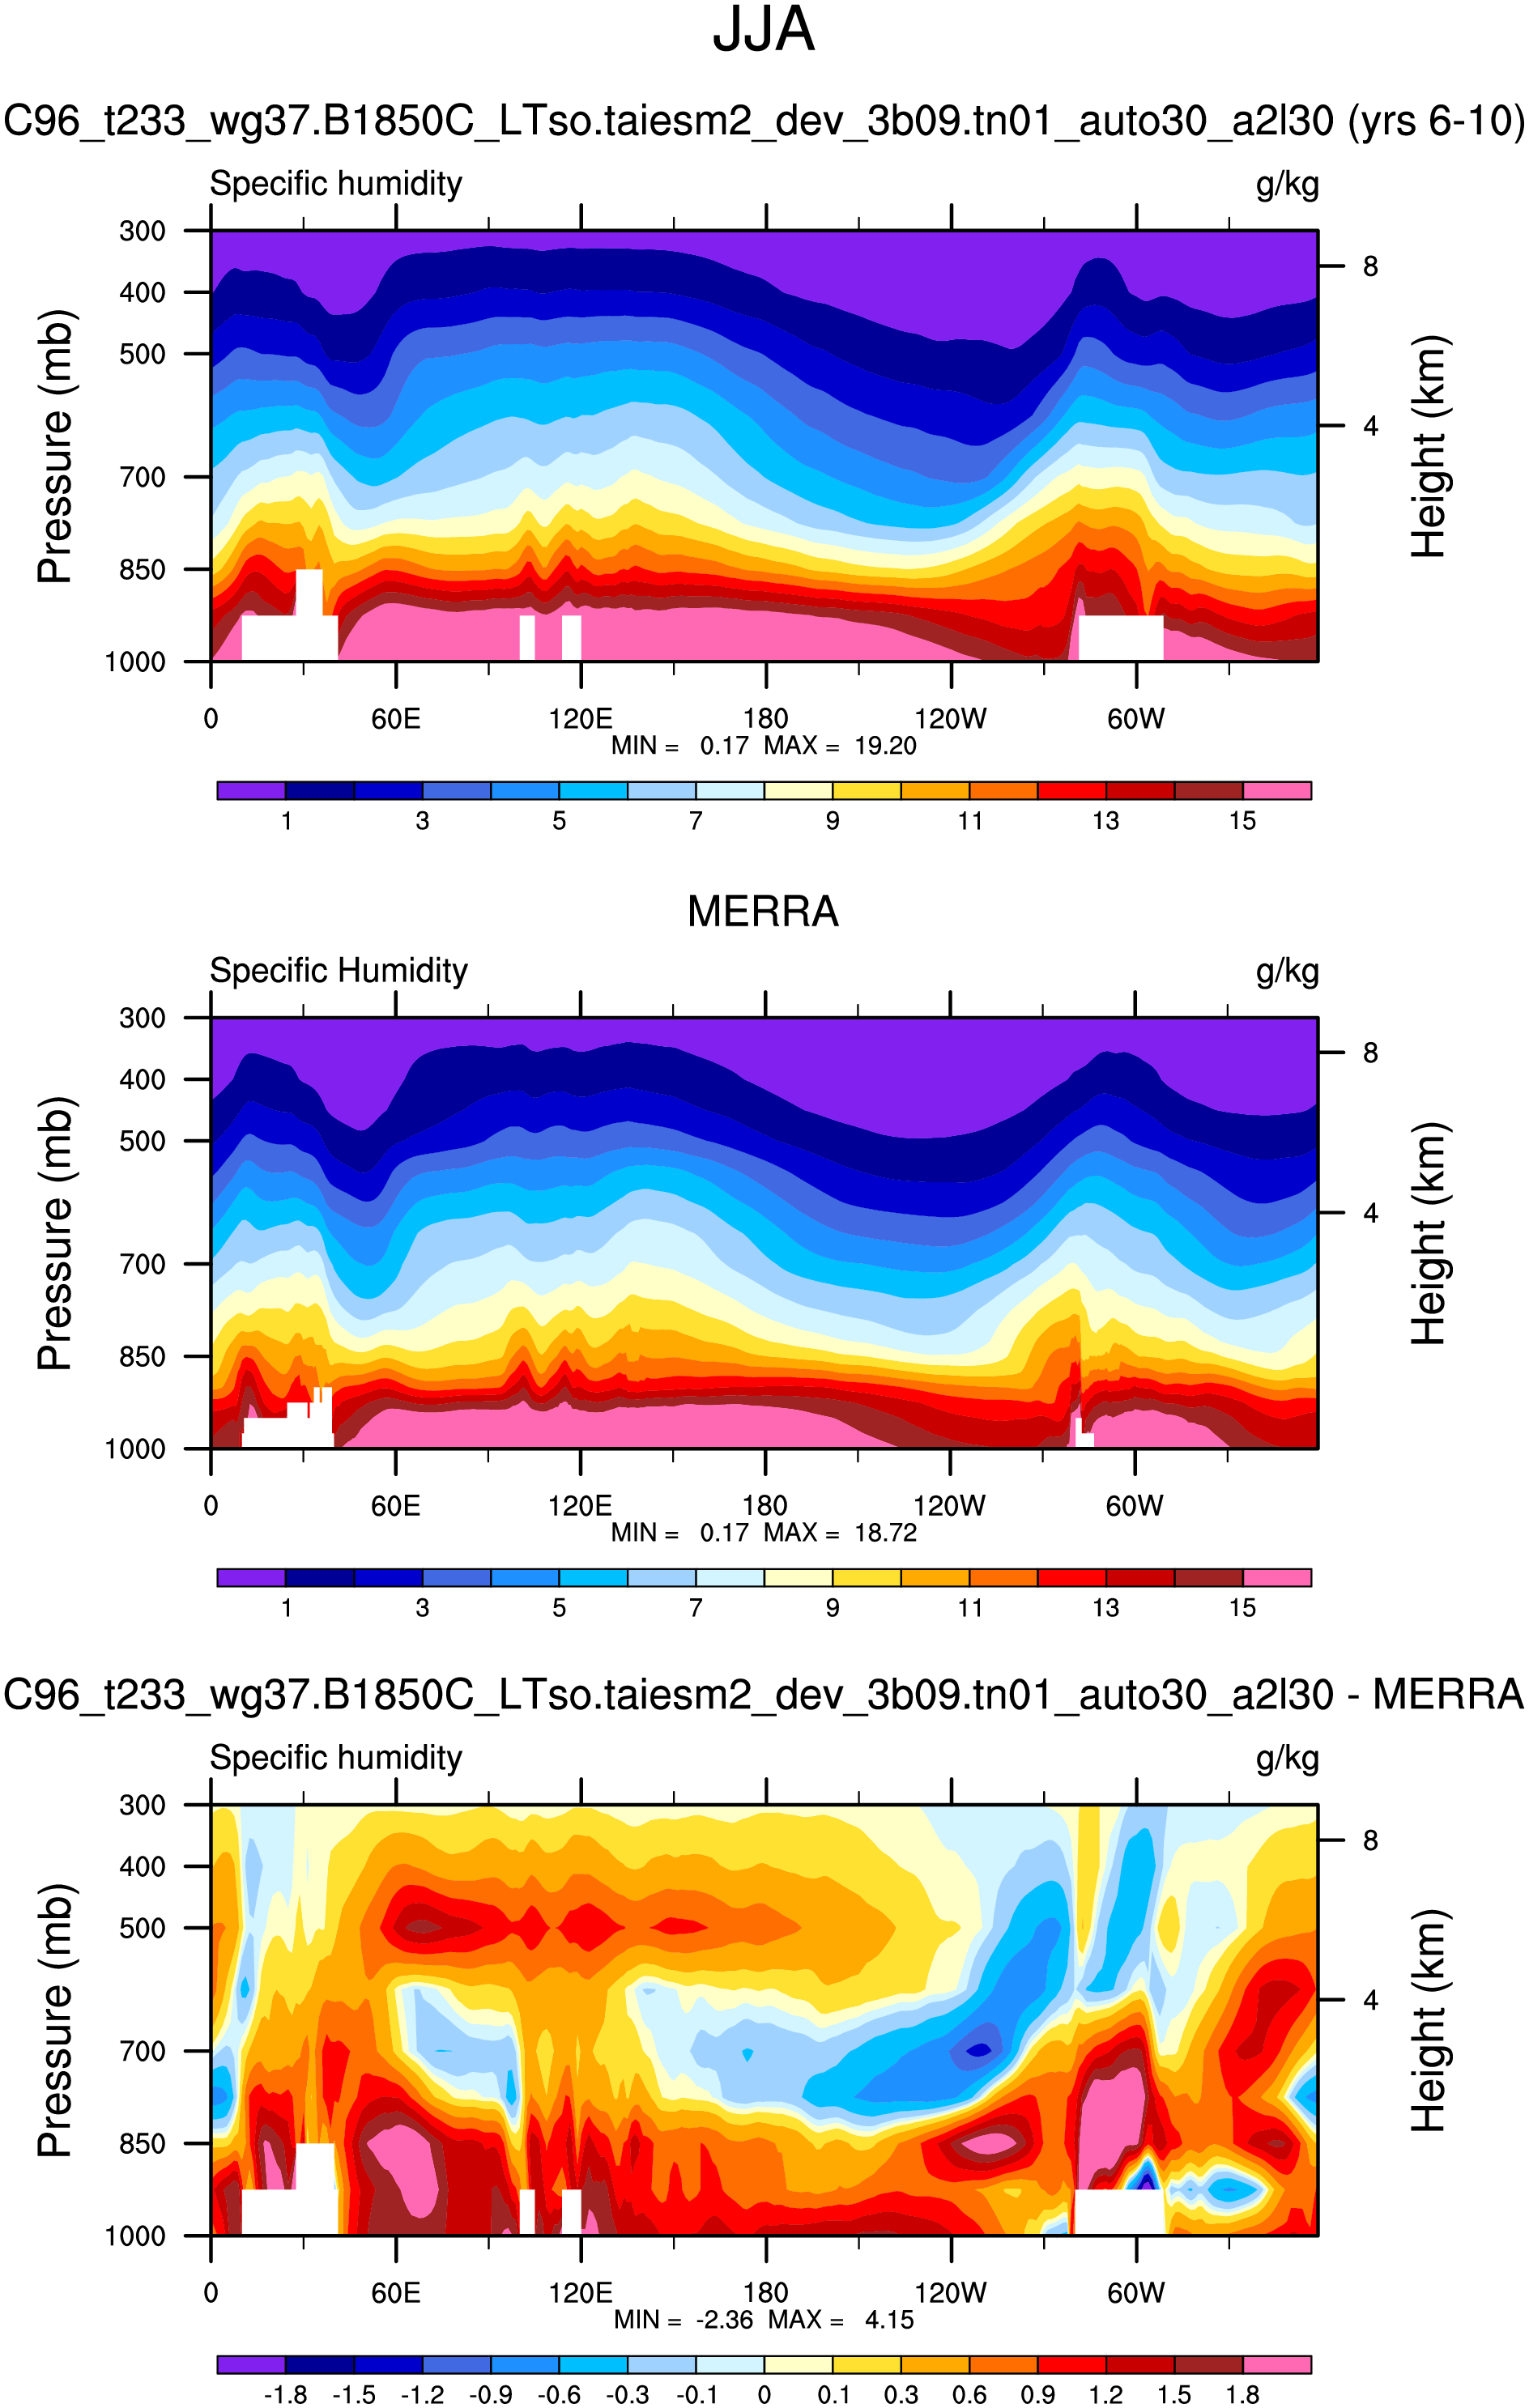 JJA
C96_t233_wg37.B1850C_LTso.taiesm2_dev_3b09.tn01_auto30_a2l30 (yrs 6-10)
Specific humidity g/kg
Pressure (mb)
300
400
500
700
850
1000
8
4
Height (km)
0 60E 120E 180 120W 60W
MIN = 0.17 MAX = 19.20
1 3 5 7 9 11 13 15
MERRA
Specific Humidity g/kg
Pressure (mb)
300
400
500
700
850
1000
8
4
Height (km)
0 60E 120E 180 120W 60W
MIN = 0.17 MAX = 18.72
1 3 5 7 9 11 13 15
C96_t233_wg37.B1850C_LTso.taiesm2_dev_3b09.tn01_auto30_a2l30 - MERRA
Specific humidity g/kg
Pressure (mb)
300
400
500
700
850
1000
8
4
Height (km)
0 60E 120E 180 120W 60W
MIN = -2.36 MAX = 4.15
-1.8 -1.5 -1.2 -0.9 -0.6 -0.3 -0.1 0 0.1 0.3 0.6 0.9 1.2 1.5 1.8